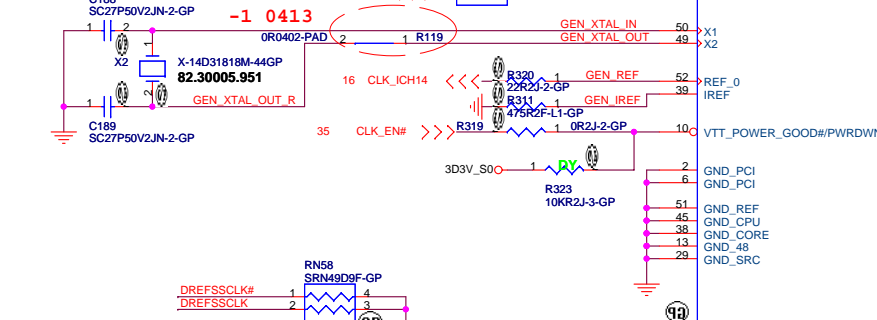 SC27P50V2JN-2-GP
-1 0413
1 2
GEN_XTAL_IN
50 X1
0R0402-PAD 2 1 R119
GEN_XTAL_OUT
49 X2
X2 1 X-14D31818M-44GP
82.30005.951
2
GEN_XTAL_OUT_R
1 2
C189
SC27P50V2JN-2-GP
16 CLK_ICH14
R320
GEN_REF
52 REF_0
22R2J-2-GP
39 IREF
R311
GEN_IREF
475R2F-L1-GP
35 CLK_EN#
R319 1 0R2J-2-GP
10 VTT_POWER_GOOD#/PWRDWN
3D3V_S0 1 DY
R323
10KR2J-3-GP
2 GND_PCI
6 GND_PCI
51 GND_REF
45 GND_CPU
38 GND_CORE
13 GND_48
29 GND_SRC
RN58
SRN49D9F-GP
DREFSSCLK# 1 4
DREFSSCLK 2 3